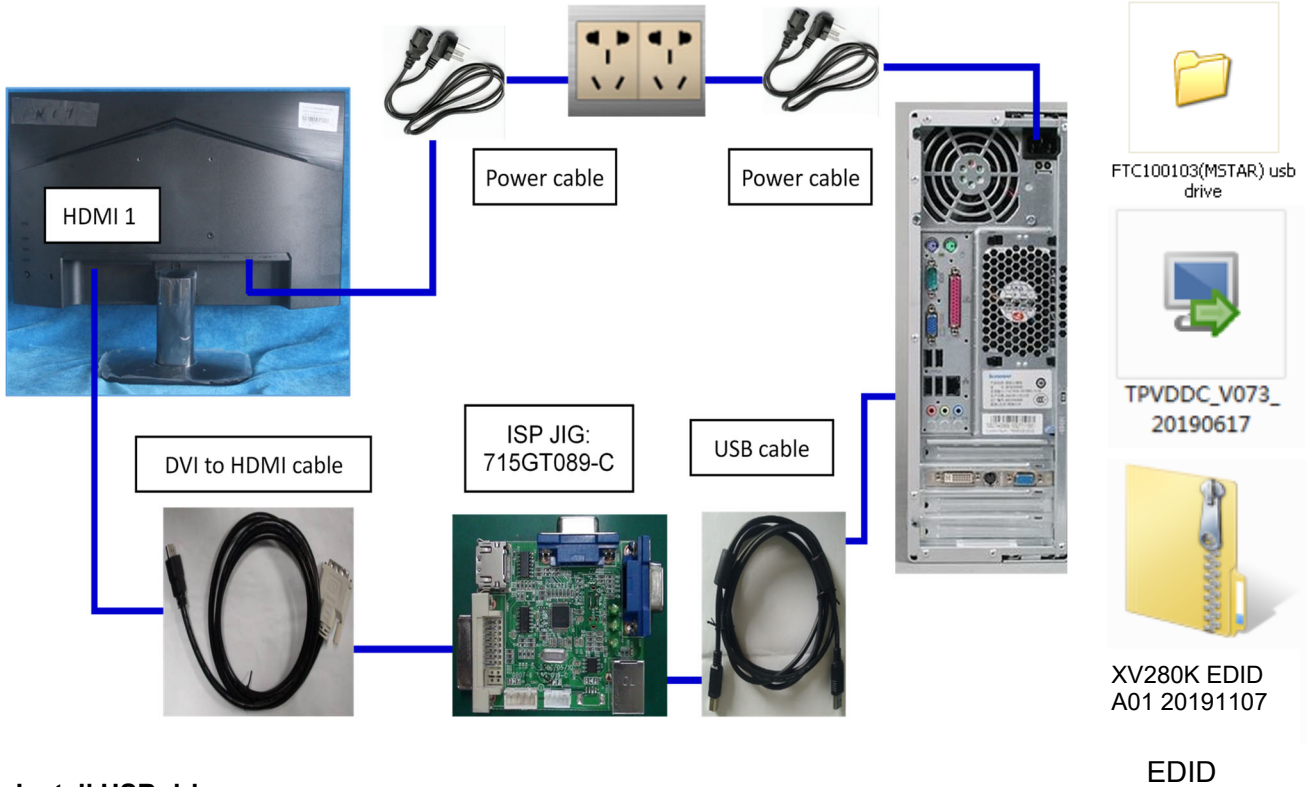 Power cable
Power cable
HDMI 1
DVI to HDMI cable
ISP JIG:
715GT089-C
USB cable
FTC100103(MSTAR) usb
drive
TPVDDC_V073_
20190617
XV280K EDID
A01 20191107
EDID